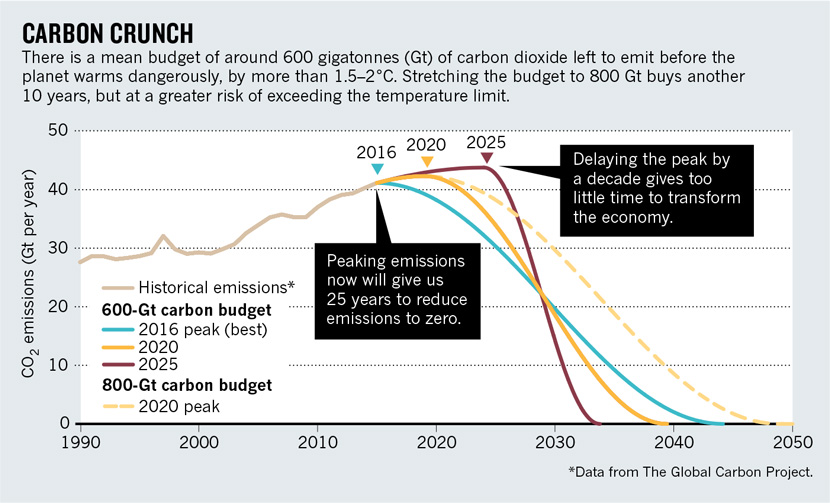 CARBON CRUNCH
There is a mean budget of around 600 gigatonnes (Gt) of carbon dioxide left to emit before the
planet warms dangerously, by more than 1.5–2°C. Stretching the budget to 800 Gt buys another
10 years, but at a greater risk of exceeding the temperature limit.
CO2 emissions (Gt per year)
50
40
30
20
10
0
2016
2020
2025
Delaying the peak by
a decade gives too
little time to transform
the economy.
Peaking emissions
now will give us
25 years to reduce
emissions to zero.
Historical emissions*
600-Gt carbon budget
2016 peak (best)
2020
2025
800-Gt carbon budget
2020 peak
1990
2000
2010
2020
2030
2040
2050
*Data from The Global Carbon Project.